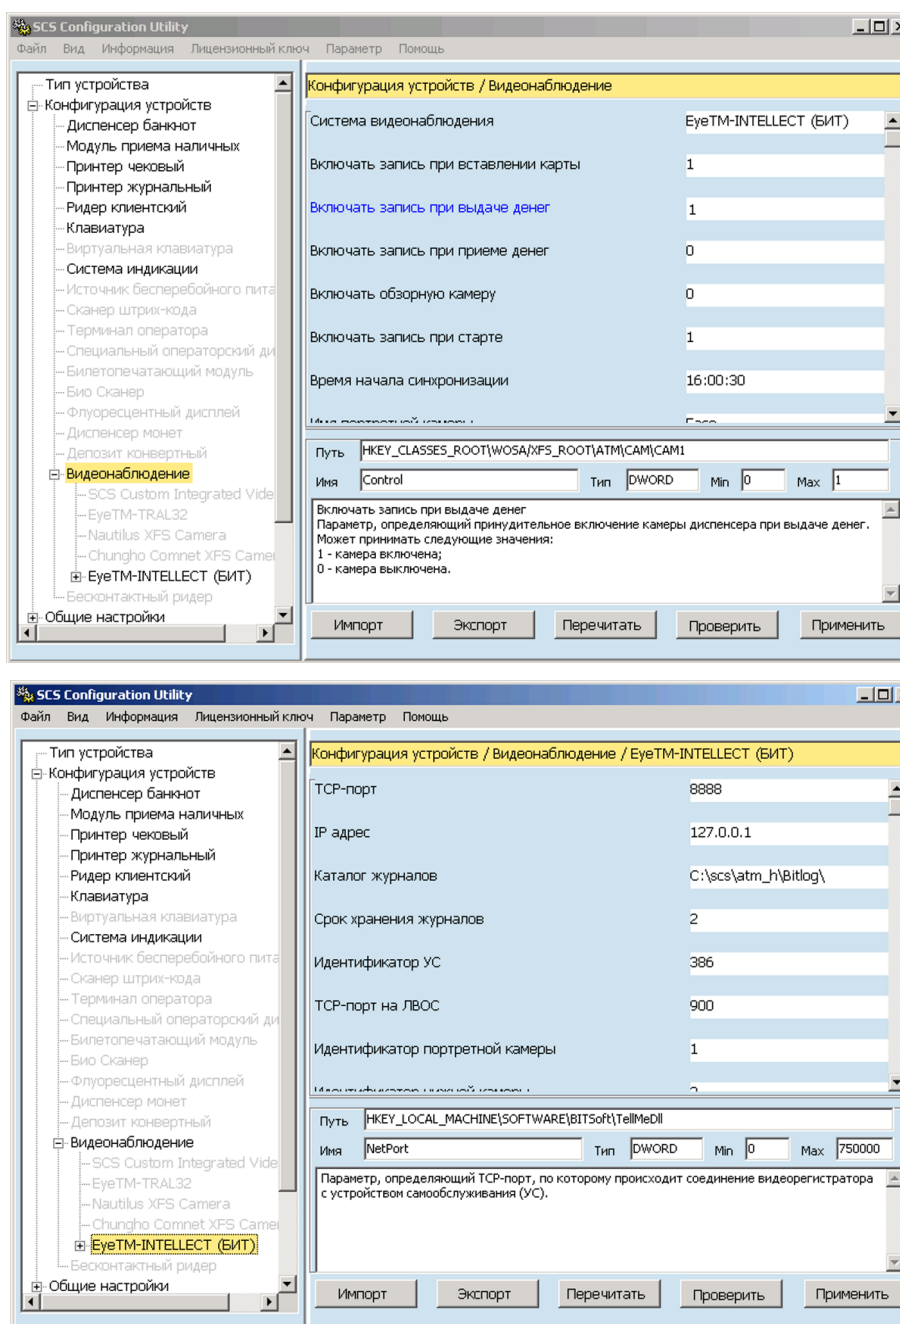 SCS Configuration Utility
Файл Вид Информация Лицензионный ключ Параметр Помощь
Тип устройства
Конфигурация устройств
Диспенсер банкнот
Модуль приема наличных
Принтер чековый
Принтер журнальный
Ридер клиентский
Клавиатура
Виртуальная клавиатура
Система индикации
Источник бесперебойного пита
Сканер штрих-кода
Терминал оператора
Специальный операторский ди
Билетопечатающий модуль
Био Сканер
Флуоресцентный дисплей
Диспенсер монет
Депозит конвертный
Видеонаблюдение
SCS Custom Integrated Vide
EyeTM-TRAL32
Nautilus XFS Camera
Chungho Comnet XFS Came
EyeTM-INTELLECT (БИТ)
Бесконтактный ридер
Общие настройки
Конфигурация устройств / Видеонаблюдение
Система видеонаблюдения EyeTM-INTELLECT (БИТ)
Включать запись при вставлении карты 1
Включать запись при выдаче денег 1
Включать запись при приеме денег 0
Включать обзорную камеру 0
Включать запись при старте 1
Время начала синхронизации 16:00:30
Имя портретной камеры Face
Путь HKEY_CLASSES_ROOT\WOSA/XFS_ROOT\ATM\CAM\CAM1
Имя Control Тип DWORD Min 0 Max 1
Включать запись при выдаче денег
Параметр, определяющий принудительное включение камеры диспенсера при выдаче денег.
Может принимать следующие значения:
1 - камера включена;
0 - камера выключена.
Импорт Экспорт Перечитать Проверить Применить
SCS Configuration Utility
Файл Вид Информация Лицензионный ключ Параметр Помощь
Тип устройства
Конфигурация устройств
Диспенсер банкнот
Модуль приема наличных
Принтер чековый
Принтер журнальный
Ридер клиентский
Клавиатура
Виртуальная клавиатура
Система индикации
Источник бесперебойного пита
Сканер штрих-кода
Терминал оператора
Специальный операторский ди
Билетопечатающий модуль
Био Сканер
Флуоресцентный дисплей
Диспенсер монет
Депозит конвертный
Видеонаблюдение
SCS Custom Integrated Vide
EyeTM-TRAL32
Nautilus XFS Camera
Chungho Comnet XFS Came
EyeTM-INTELLECT (БИТ)
Бесконтактный ридер
Общие настройки
Конфигурация устройств / Видеонаблюдение / EyeTM-INTELLECT (БИТ)
TCP-порт 8888
IP адрес 127.0.0.1
Каталог журналов C:\scs\atm_h\Bitlog\
Срок хранения журналов 2
Идентификатор УС 386
TCP-порт на ЛВОС 900
Идентификатор портретной камеры 1
Идентификатор нижней камеры 2
Путь HKEY_LOCAL_MACHINE\SOFTWARE\BITSoft\TellMeDll
Имя NetPort Тип DWORD Min 0 Max 750000
Параметр, определяющий TCP-порт, по которому происходит соединение видеорегистратора
с устройством самообслуживания (УС).
Импорт Экспорт Перечитать Проверить Применить